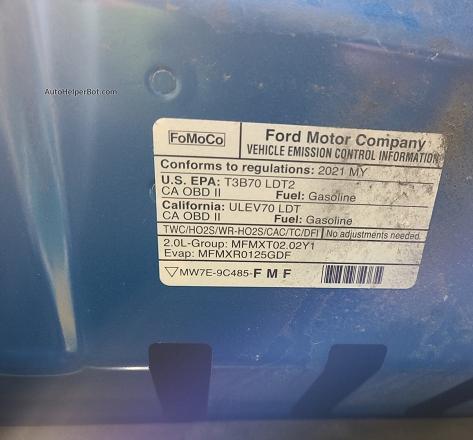 AutoHelperBot.com
FoMoCo
Ford Motor Company
VEHICLE EMISSION CONTROL INFORMATION
Conforms to regulations: 2021 MY
U.S. EPA: T3B70 LDT2
CA OBD II Fuel: Gasoline
California: ULEV70 LDT
CA OBD II Fuel: Gasoline
TWC/HO2S/WR-HO2S/CAC/TC/DFI No adjustments needed.
2.0L-Group: MFMXT02.02Y1
Evap: MFMXR0125GDF
MW7E-9C485-FMF